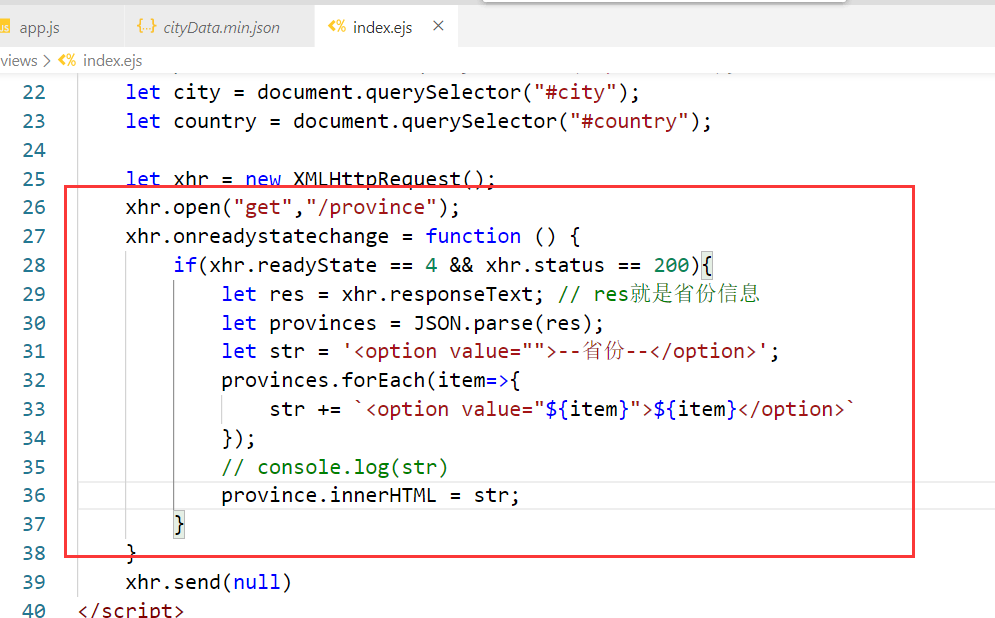 JS app.js {..} cityData.min.json <% index.ejs ×
views > <% index.ejs
22 let city = document.querySelector("#city");
23 let country = document.querySelector("#country");
24
25 let xhr = new XMLHttpRequest();
26 xhr.open("get","/province");
27 xhr.onreadystatechange = function () {
28 if(xhr.readyState == 4 && xhr.status == 200){
29 let res = xhr.responseText; // res就是省份信息
30 let provinces = JSON.parse(res);
31 let str = '<option value="">--省份--</option>';
32 provinces.forEach(item=>{
33 str += `<option value="${item}">${item}</option>`
34 });
35 // console.log(str)
36 province.innerHTML = str;
37 }
38 }
39 xhr.send(null)
40 </script>